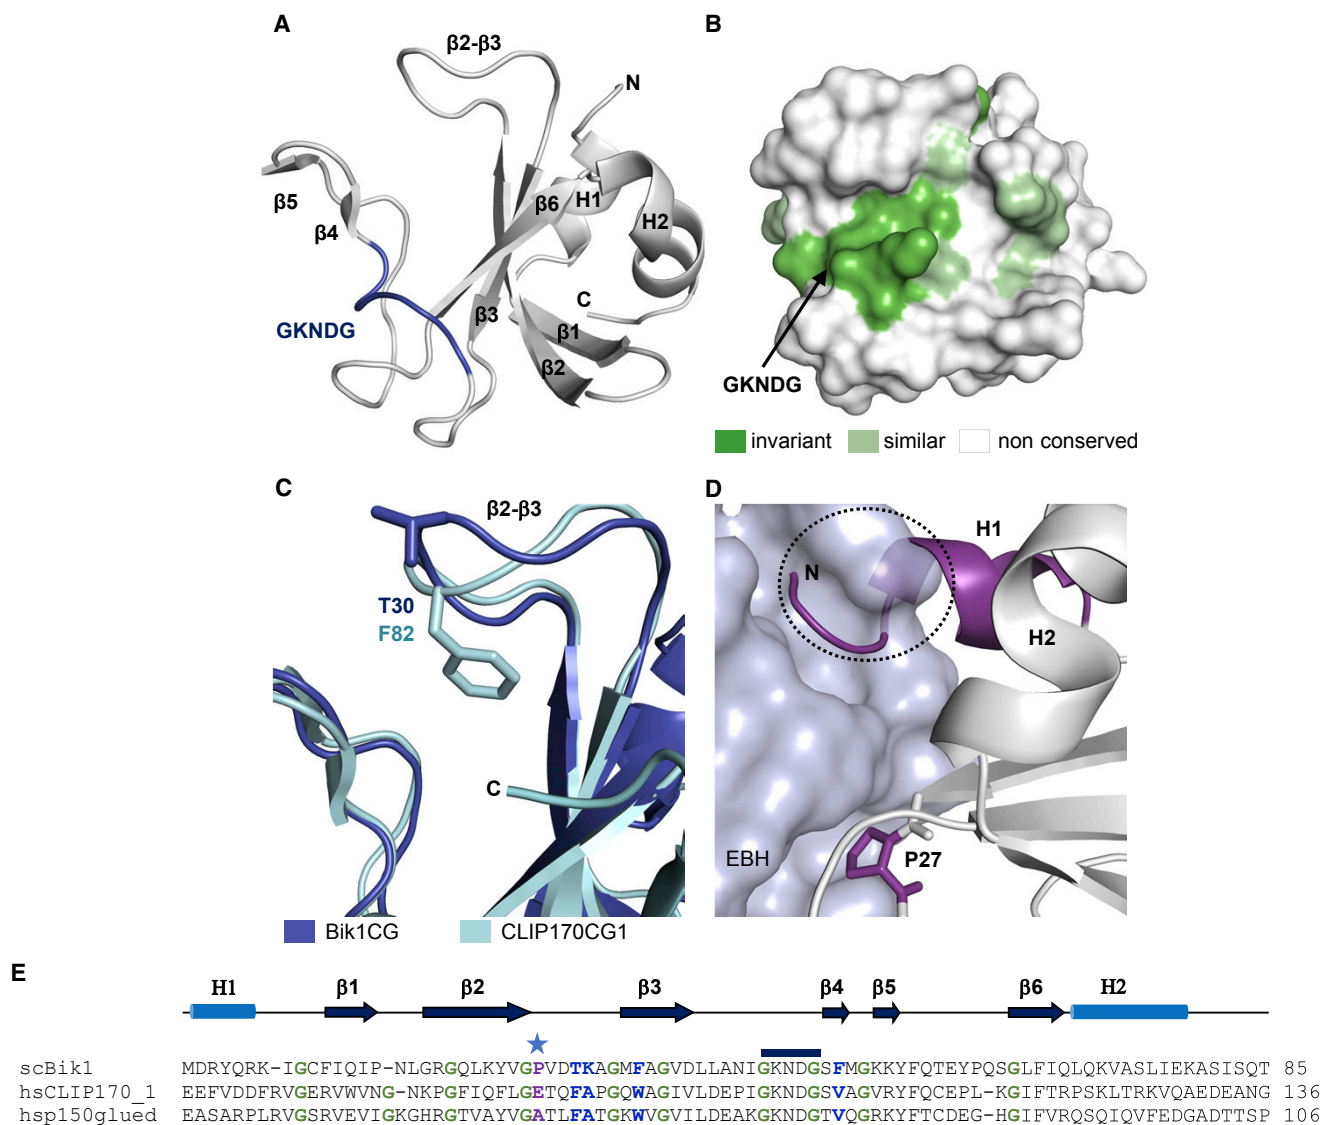 A
β2-β3
N
β5
β4
β6
H1
H2
GKNDG
β3
C
β1
β2
B
GKNDG
invariant similar non conserved
C
β2-β3
T30
F82
C
Bik1CG CLIP170CG1
D
H1
N
H2
EBH
P27
E
H1 β1 β2 β3 β4 β5 β6 H2
scBik1 MDRYQRK-IGCFIQIP-NLGRGQLKYVGPVDTKAGMFAGVDLLANIGKNDGSFMGKKYFQTEYPQSGLFIQLQKVASLIEKASISQT 85
hsCLIP170_1 EEFVDDFRVGERVWVNG-NKPGFIQFLGETQFAPGQWAGIVLDEPIGKNDGSVAGVRYFQCEPL-KGIFTRPSKLTRKVQAEDEANG 136
hsp150glued EASARPLRVGSRVEVIGKGHRGTVAYVGATLFATGKWVGVILDEAKGKNDGTVQGRKYFTCDEG-HGIFVRQSQIQVFEDGADTTSP 106